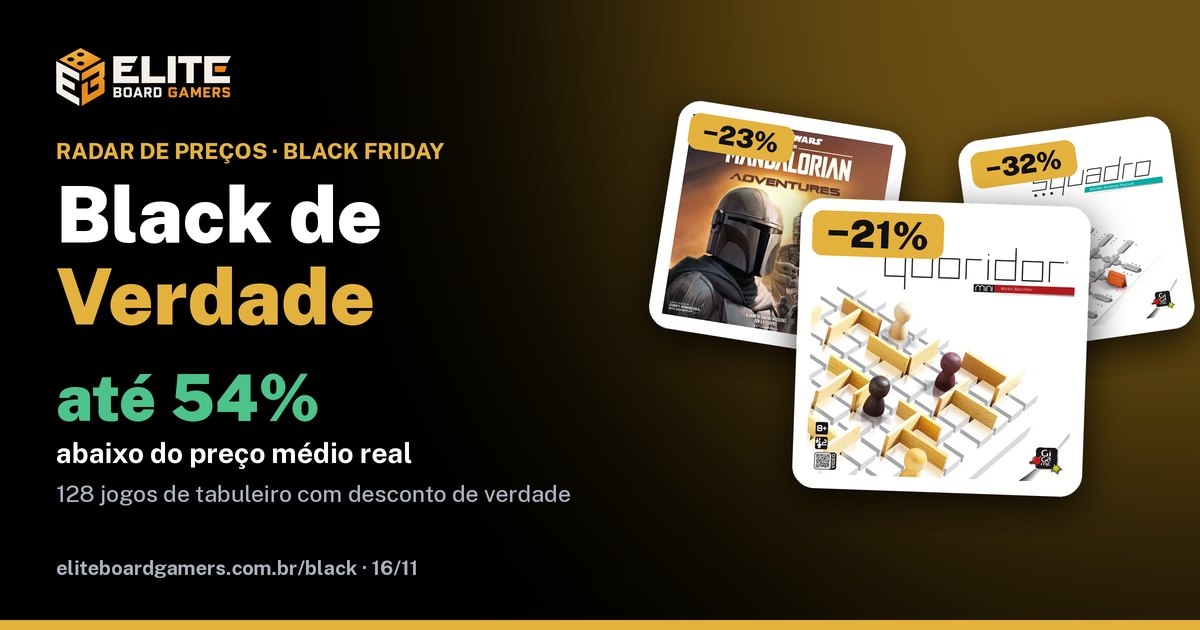 ELITE
BOARD GAMERS
RADAR DE PREÇOS · BLACK FRIDAY
Black de
Verdade
até 54%
abaixo do preço médio real
128 jogos de tabuleiro com desconto de verdade
eliteboardgamers.com.br/black · 16/11
−23%
WARS
MANDALORIAN
ADVENTURES
−32%
squadro
−21%
quoridor
mini Mirko Marchesi
8+